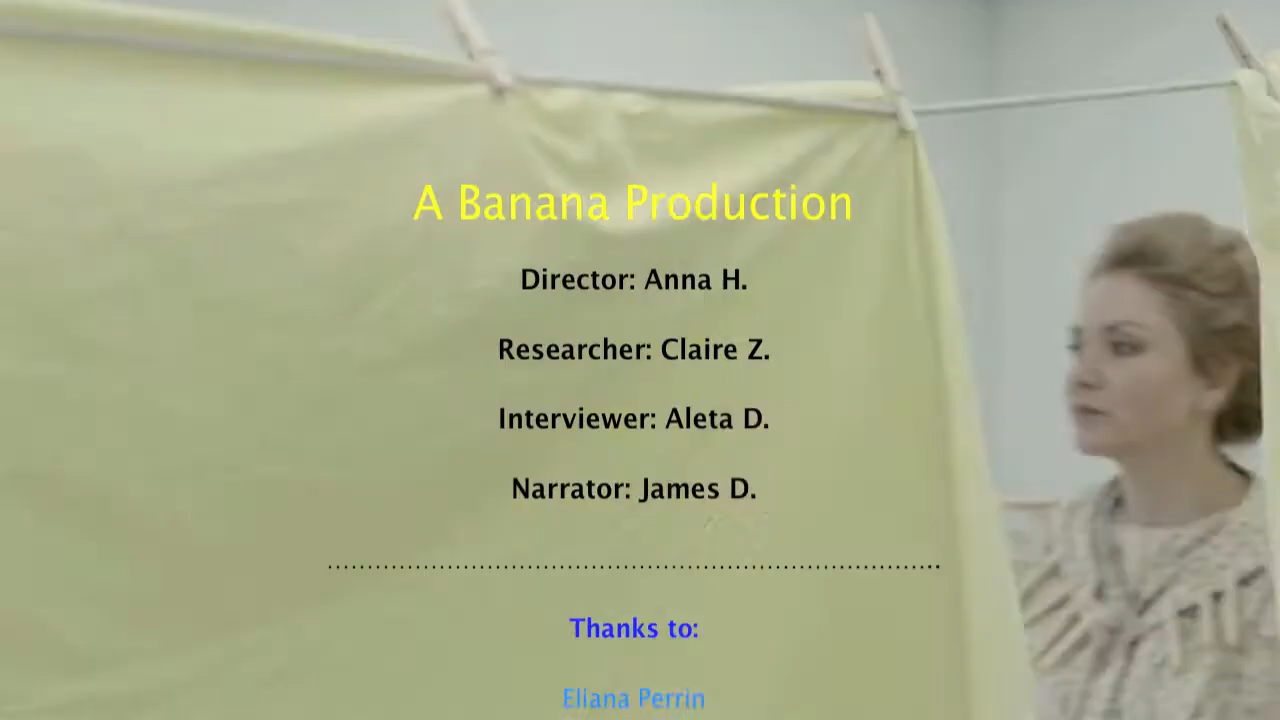 A Banana Production
Director: Anna H.
Researcher: Claire Z.
Interviewer: Aleta D.
Narrator: James D.
Thanks to:
Eliana Perrin